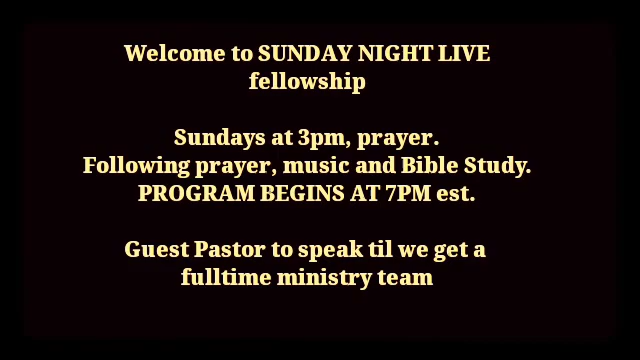 Welcome to SUNDAY NIGHT LIVE
fellowship
Sundays at 3pm, prayer.
Following prayer, music and Bible Study.
PROGRAM BEGINS AT 7PM est.
Guest Pastor to speak til we get a
fulltime ministry team